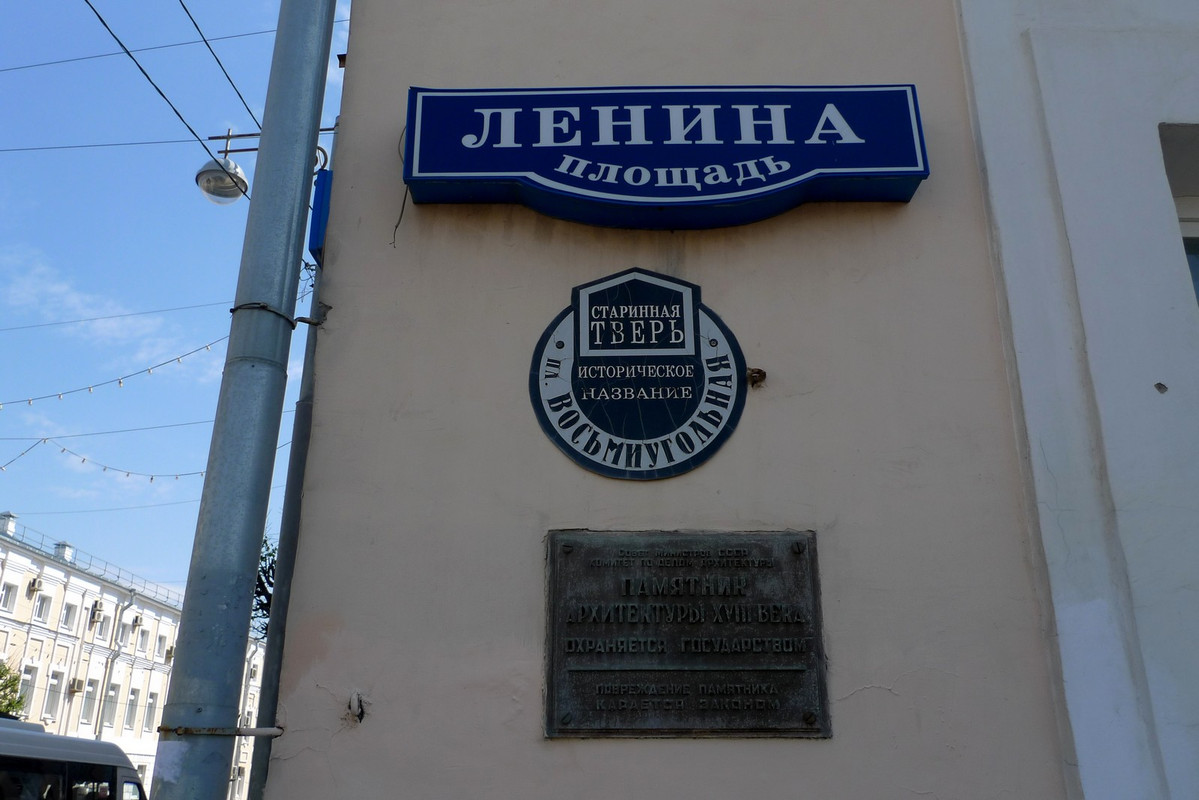 ЛЕНИНА
площадь
СТАРИННАЯ
ТВЕРЬ
ИСТОРИЧЕСКОЕ
НАЗВАНИЕ
ПЛ. ВОСЬМИУГОЛЬНАЯ
Совет министров СССР
комитет по делам архитектуры
ПАМЯТНИК
АРХИТЕКТУРЫ XVIII ВЕКА
ОХРАНЯЕТСЯ ГОСУДАРСТВОМ
ПОВРЕЖДЕНИЕ ПАМЯТНИКА
КАРАЕТСЯ ЗАКОНОМ